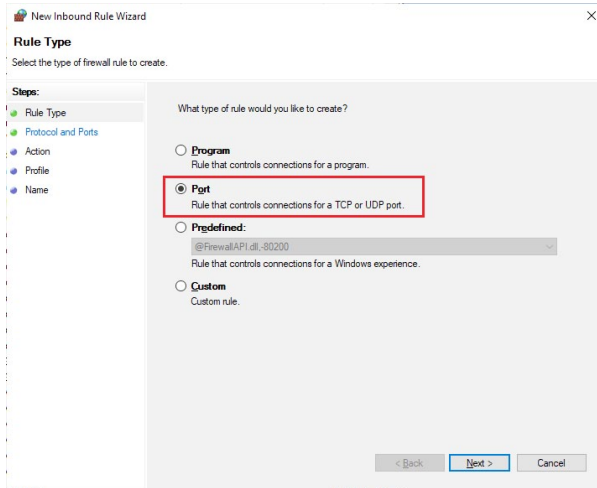 New Inbound Rule Wizard
Rule Type
Select the type of firewall rule to create.
Steps:
Rule Type
Protocol and Ports
Action
Profile
Name
What type of rule would you like to create?
Program
Rule that controls connections for a program.
Port
Rule that controls connections for a TCP or UDP port.
Predefined:
@FirewallAPI.dll,-80200
Rule that controls connections for a Windows experience.
Custom
Custom rule.
< Back Next > Cancel